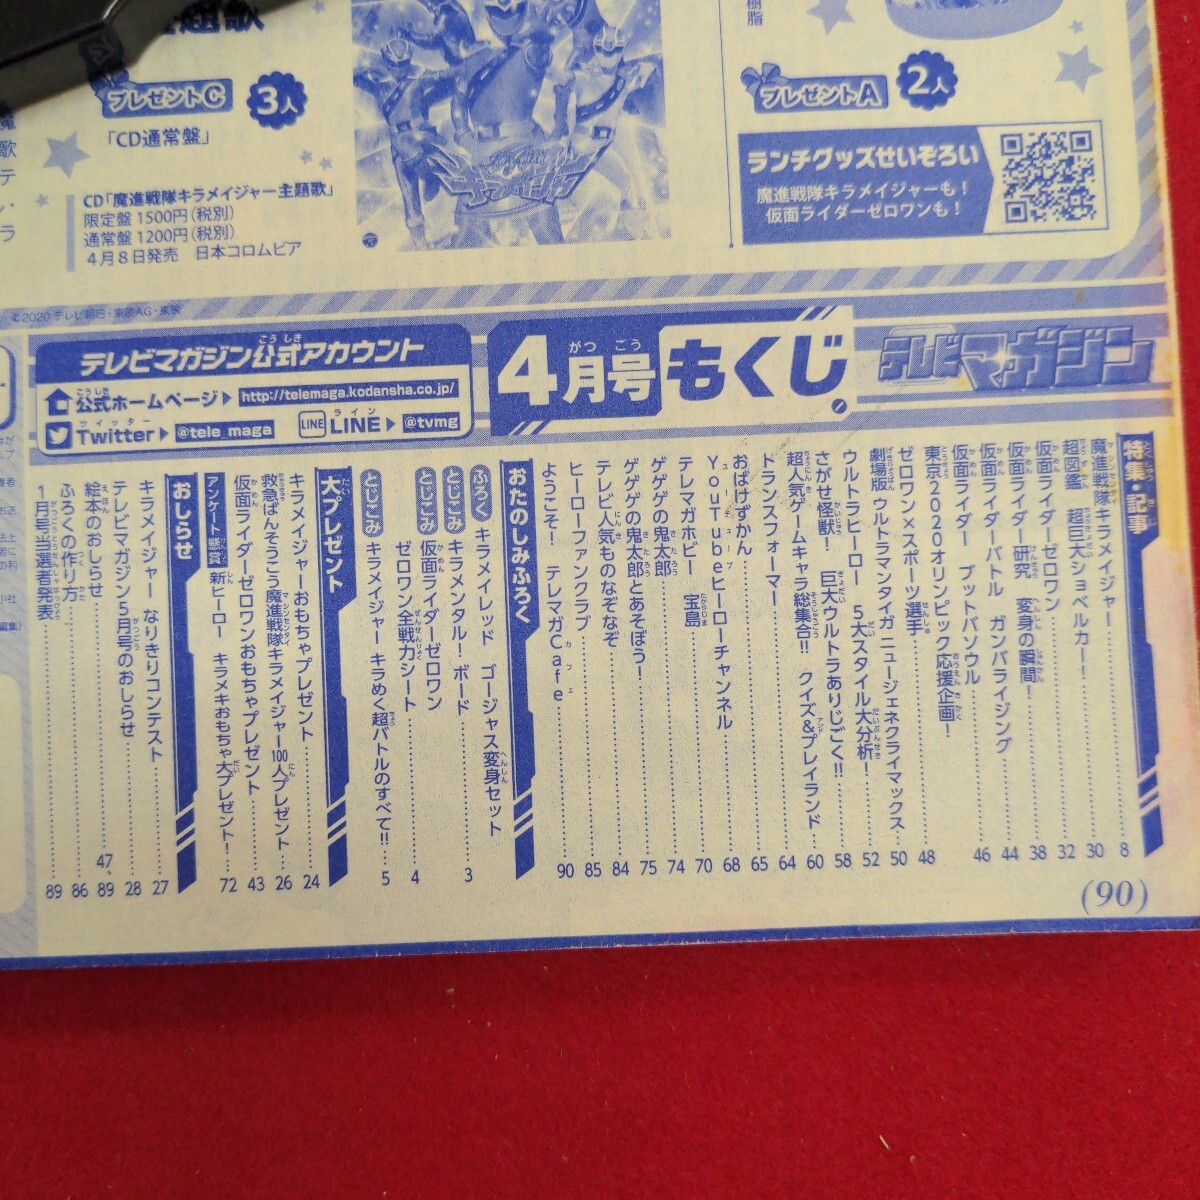 プレゼントC
3人
「CD通常盤」
CD「魔進戦隊キラメイジャー主題歌」
限定盤 1500円(税別)
通常盤 1200円(税別)
4月8日発売 日本コロムビア
樹脂
プレゼントA
2人
ランチグッズせいぞろい
魔進戦隊キラメイジャーも！
仮面ライダーゼロワンも！
©2020 テレビ朝日・東映AG・東映
テレビマガジン公式アカウント
公式ホームページ
http://telemaga.kodansha.co.jp/
Twitter
@tele_maga
LINE
LINE
@tvmg
4月号もくじ
テレビマガジン
特集・記事
魔進戦隊キラメイジャー 8
超図鑑 超巨大ショベルカー！ 30
仮面ライダーゼロワン 32
仮面ライダー研究 変身の瞬間！ 38
仮面ライダーバトル ガンバライジング 44
仮面ライダー ブットバソウル 46
東京2020オリンピック応援企画！
ゼロワン×スポーツ選手 48
劇場版 ウルトラマンタイガ ニュージェネクライマックス 50
ウルトラヒーロー 5大スタイル大分析！ 52
さがせ怪獣！ 巨大ウルトラありじごく!! 58
超人気ゲームキャラ総集合!! クイズ&プレイランド 60
トランスフォーマー 64
おばけずかん 65
YouTubeヒーローチャンネル 68
テレマガホビー 宝島 70
ゲゲゲの鬼太郎 74
ゲゲゲの鬼太郎とあそぼう！ 75
テレビ人気ものなぞなぞ 84
ヒーローファンクラブ 85
ようこそ！ テレマガCafe 90
おたのしみふろく
ふろく キラメイレッド ゴージャス変身セット
とじこみ キラメンタル！ボード 3
とじこみ 仮面ライダーゼロワン
ゼロワン全戦力シート 4
とじこみ キラメイジャー キラめく超バトルのすべて!! 5
大プレゼント
キラメイジャーおもちゃプレゼント 24
救急ばんそうこう魔進戦隊キラメイジャー100人プレゼント 26
仮面ライダーゼロワンおもちゃプレゼント 43
アンケート懸賞 新ヒーロー キラメキおもちゃ大プレゼント！ 72
おしらせ
キラメイジャー なりきりコンテスト 27
テレビマガジン5月号のおしらせ 28
絵本のおしらせ 47、89
ふろくの作り方 86
1月号当選者発表 89
(90)